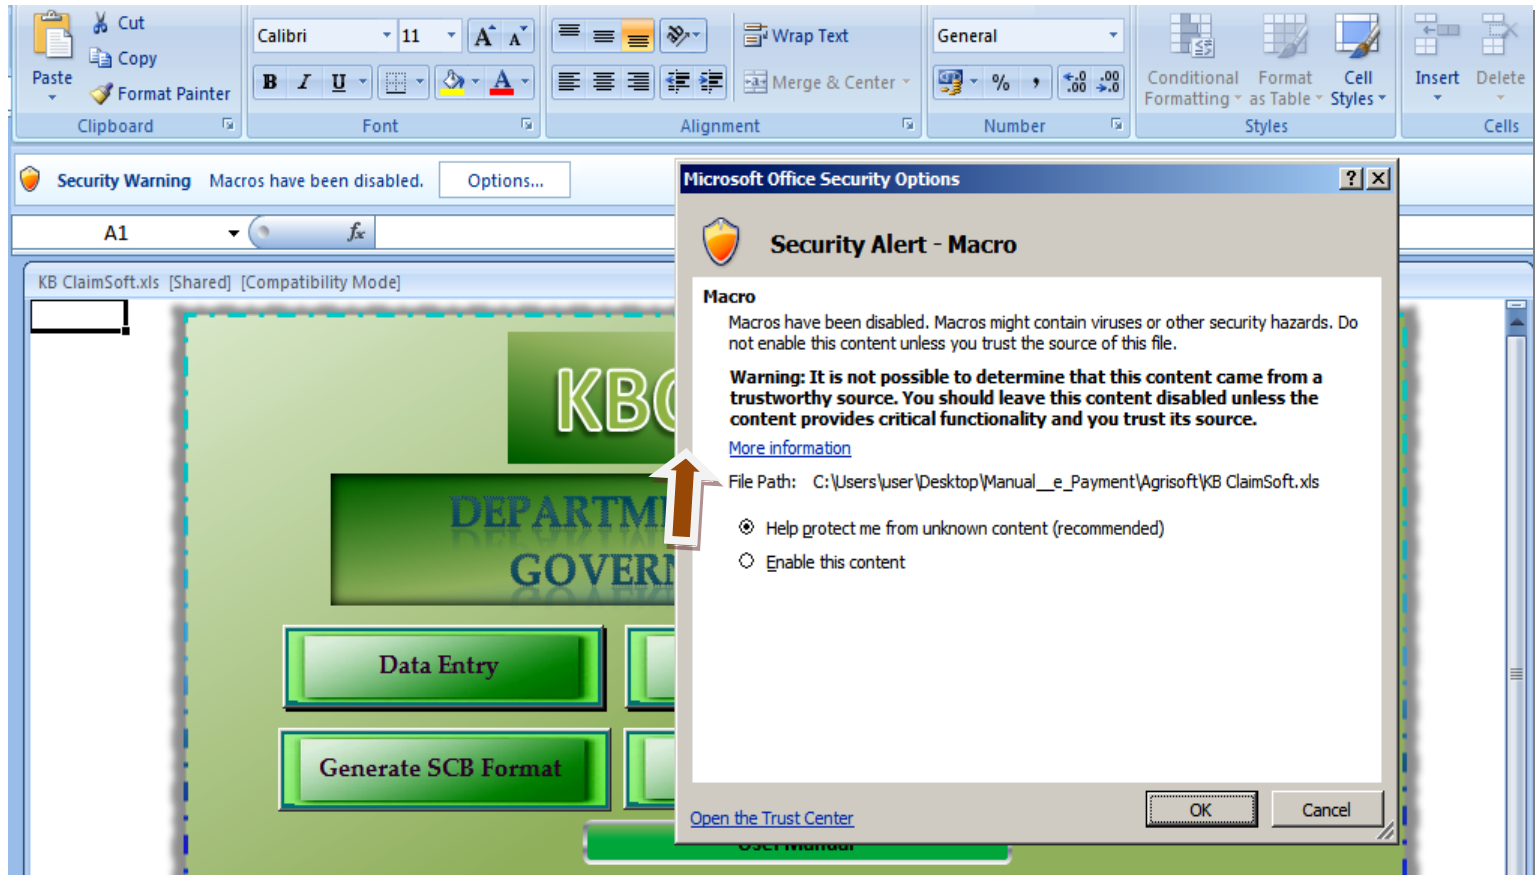 Cut
Copy
Paste
Format Painter
Clipboard
Calibri
11
A A
B I U
A
Font
Wrap Text
Merge & Center
Alignment
General
% ,
Number
Conditional Formatting
Format as Table
Cell Styles
Styles
Insert
Delete
Cells
Security Warning Macros have been disabled. Options...
A1
fx
KB ClaimSoft.xls [Shared] [Compatibility Mode]
Microsoft Office Security Options
Security Alert - Macro
Macro
Macros have been disabled. Macros might contain viruses or other security hazards. Do
not enable this content unless you trust the source of this file.
Warning: It is not possible to determine that this content came from a
trustworthy source. You should leave this content disabled unless the
content provides critical functionality and you trust its source.
More information
File Path: C:\Users\user\Desktop\Manual__e_Payment\Agrisoft\KB ClaimSoft.xls
Help protect me from unknown content (recommended)
Enable this content
Open the Trust Center
OK
Cancel
Data Entry
Generate SCB Format
User Manual